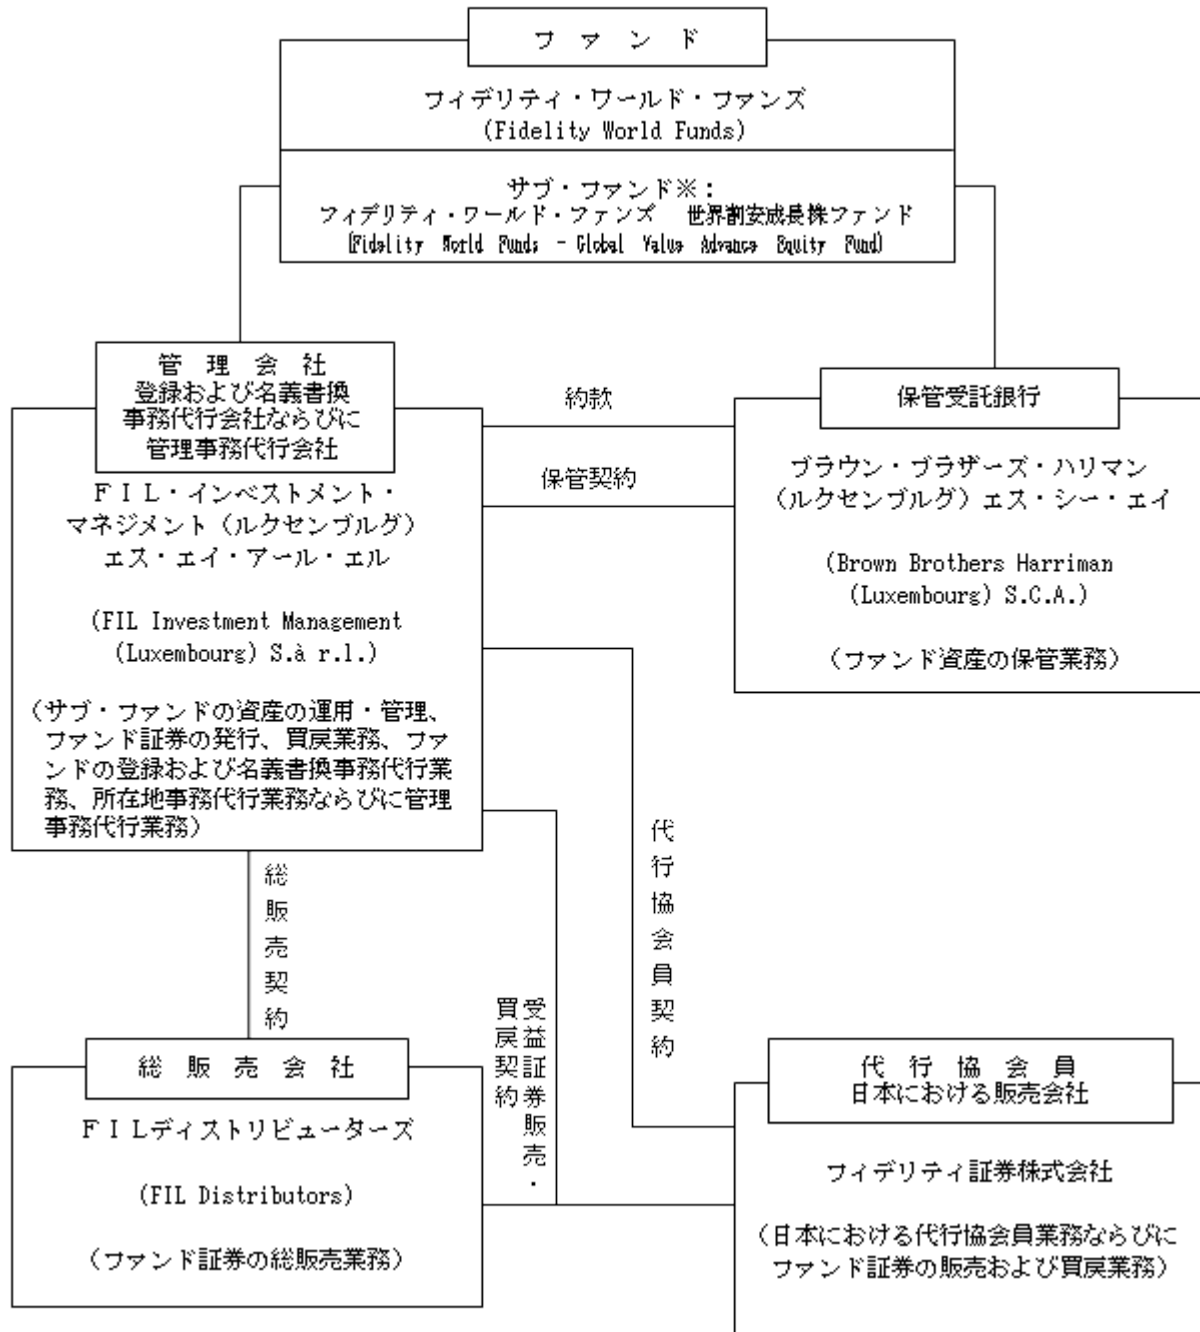 ファンド
フィデリティ・ワールド・ファンズ
(Fidelity World Funds)
サブ・ファンド※：
フィデリティ・ワールド・ファンズ　世界割安成長株ファンド
(Fidelity World Funds - Global Value Advance Equity Fund)
管理会社
登録および名義書換
事務代行会社ならびに
管理事務代行会社
ＦＩＬ・インベストメント・
マネジメント（ルクセンブルグ）
エス・エイ・アール・エル
(FIL Investment Management
(Luxembourg) S.à r.l.)
（サブ・ファンドの資産の運用・管理、
ファンド証券の発行、買戻業務、ファ
ンドの登録および名義書換事務代行業
務、所在地事務代行業務ならびに管理
事務代行業務）
約款
保管契約
保管受託銀行
ブラウン・ブラザーズ・ハリマン
（ルクセンブルグ）エス・シー・エイ
(Brown Brothers Harriman
(Luxembourg) S.C.A.)
（ファンド資産の保管業務）
総販売契約
受益証券販売・
買戻契約
代行協会員契約
総販売会社
ＦＩＬディストリビューターズ
(FIL Distributors)
（ファンド証券の総販売業務）
代行協会員
日本における販売会社
フィデリティ証券株式会社
（日本における代行協会員業務ならびに
ファンド証券の販売および買戻業務）